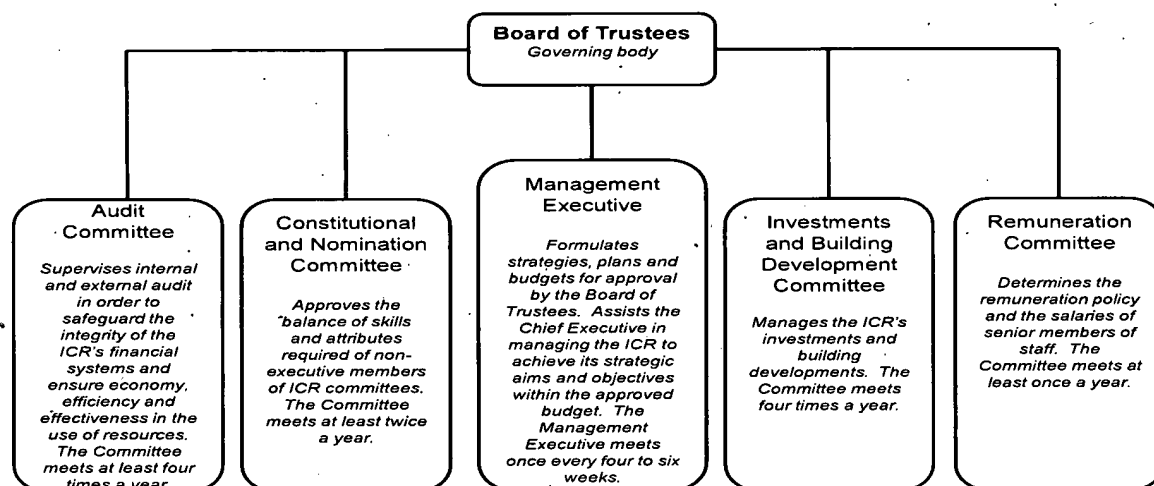 Board of Trustees
Governing body
Audit
Committee
Supervises internal
and external audit
in order to
safeguard the
integrity of the
ICR's financial
systems and
ensure economy,
efficiency and
effectiveness in the
use of resources.
The Committee
meets at least four
times a year
Constitutional
and Nomination
Committee
Approves the
balance of skills
and attributes
required of non-
executive members
of ICR committees.
The Committee
meets at least twice
a year.
Management
Executive
Formulates
strategies, plans and
budgets for approval
by the Board of
Trustees. Assists the
Chief Executive in
managing the ICR to
achieve its strategic
aims and objectives
within the approved
budget. The
Management
Executive meets
once every four to six
weeks.
Investments
and Building
Development
Committee
Manages the ICR's
investments and
building
developments. The
Committee meets
four times a year.
Remuneration
Committee
Determines the
remuneration policy
and the salaries of
senior members of
staff. The
Committee meets at
least once a year.